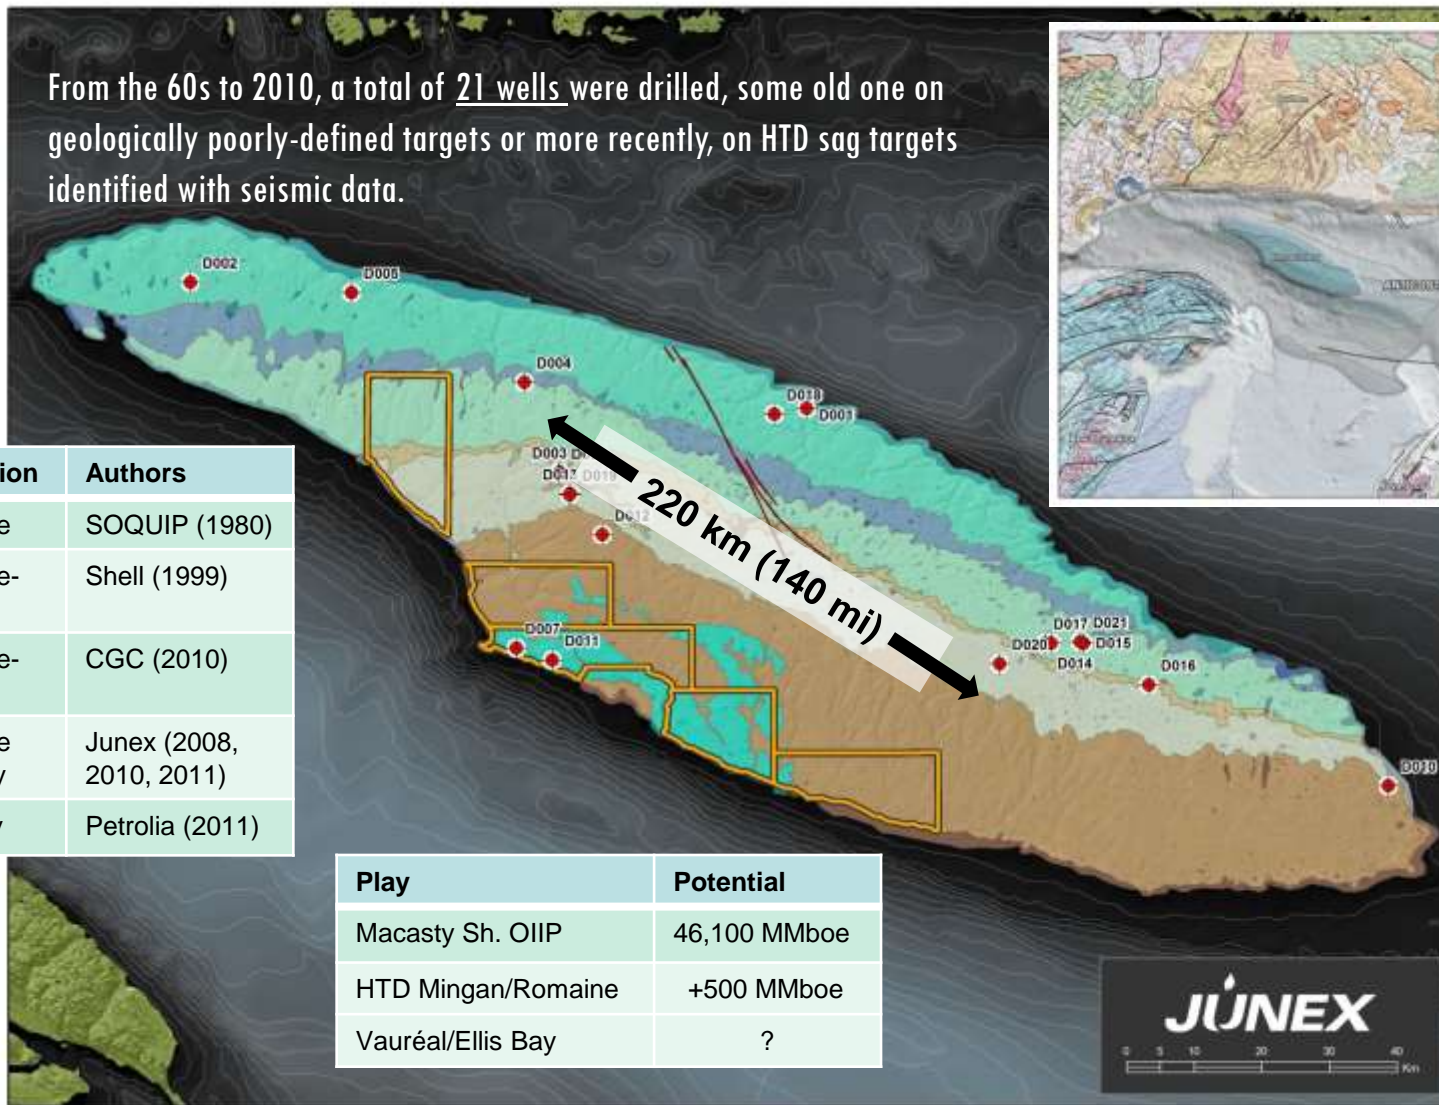 From the 60s to 2010, a total of 21 wells were drilled, some old one on
geologically poorly-defined targets or more recently, on HTD sag targets
identified with seismic data.
D002
D005
D004
D018
D001
D003
D013 D019
D012
220 km (140 mi)
D007
D011
D017 D021
D020
D015
D014
D016
D010
Authors
SOQUIP (1980)
Shell (1999)
CGC (2010)
Junex (2008,
2010, 2011)
Petrolia (2011)
Play Potential
Macasty Sh. OIIP 46,100 MMboe
HTD Mingan/Romaine +500 MMboe
Vauréal/Ellis Bay ?
JUNEX
0 5 10 20 30 40
Km